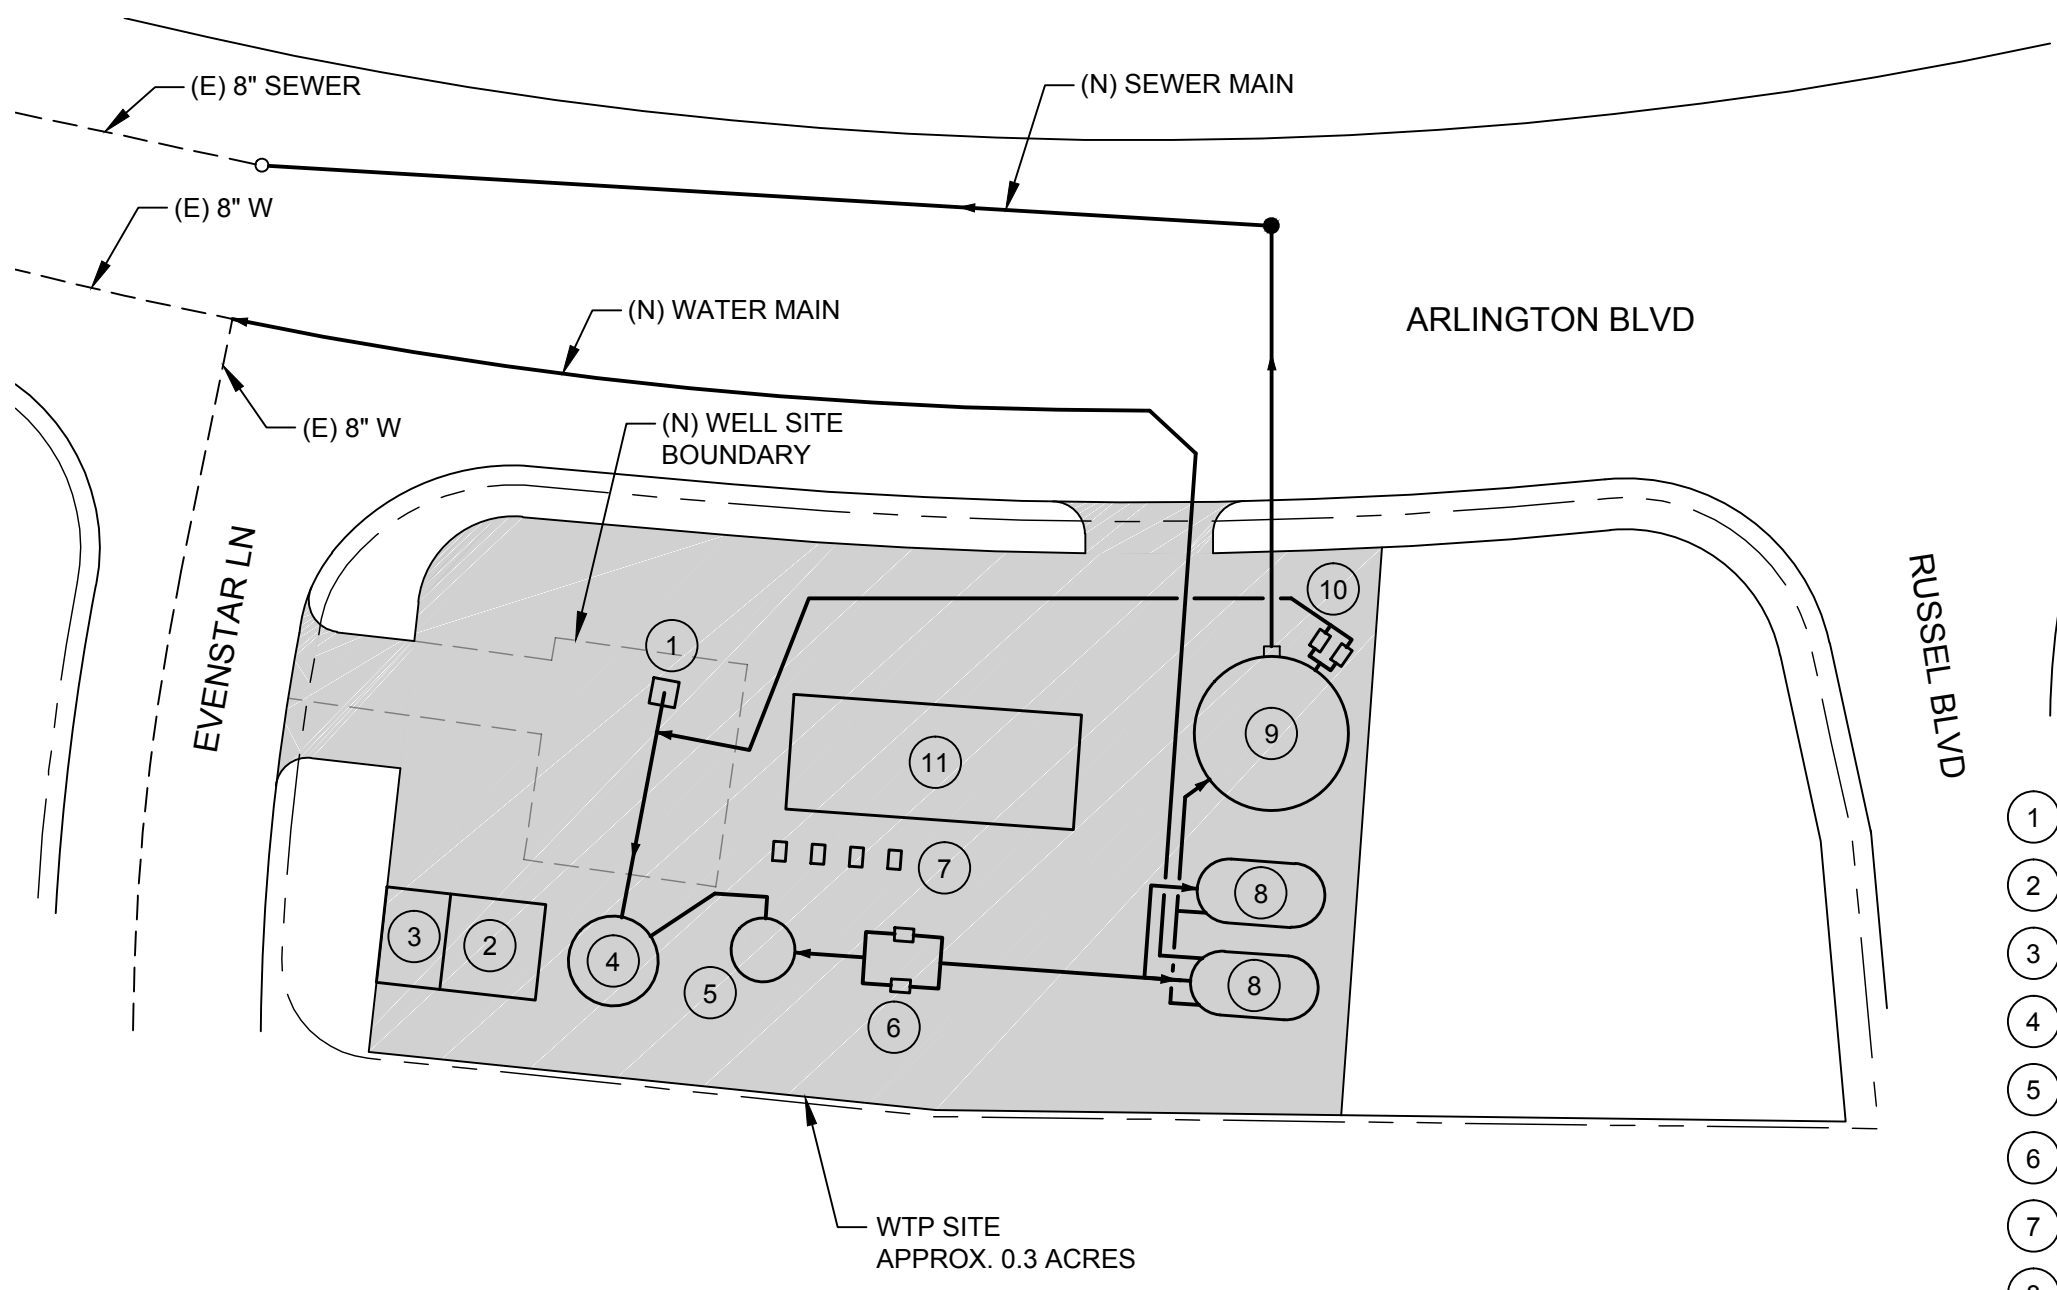 (E) 8" SEWER
(N) SEWER MAIN
(E) 8" W
(N) WATER MAIN
ARLINGTON BLVD
(E) 8" W
(N) WELL SITE
BOUNDARY
EVENSTAR LN
RUSSEL BLVD
10
1
9
11
7
8
3
2
4
5
6
8
WTP SITE
APPROX. 0.3 ACRES
1
2
3
4
5
6
7